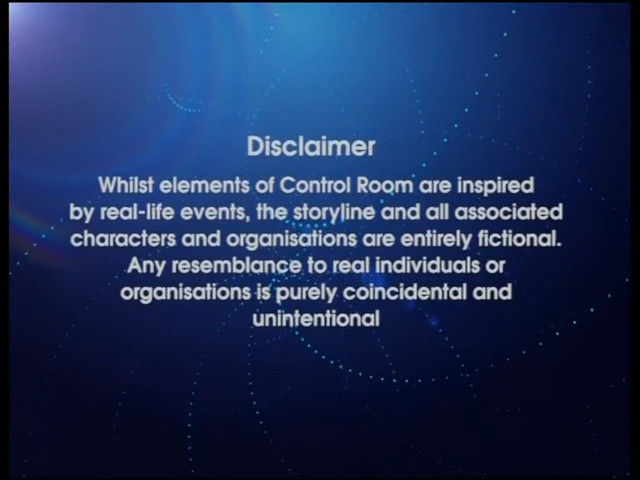 Disclaimer
Whilst elements of Control Room are inspired
by real-life events, the storyline and all associated
characters and organisations are entirely fictional.
Any resemblance to real individuals or
organisations is purely coincidental and
unintentional